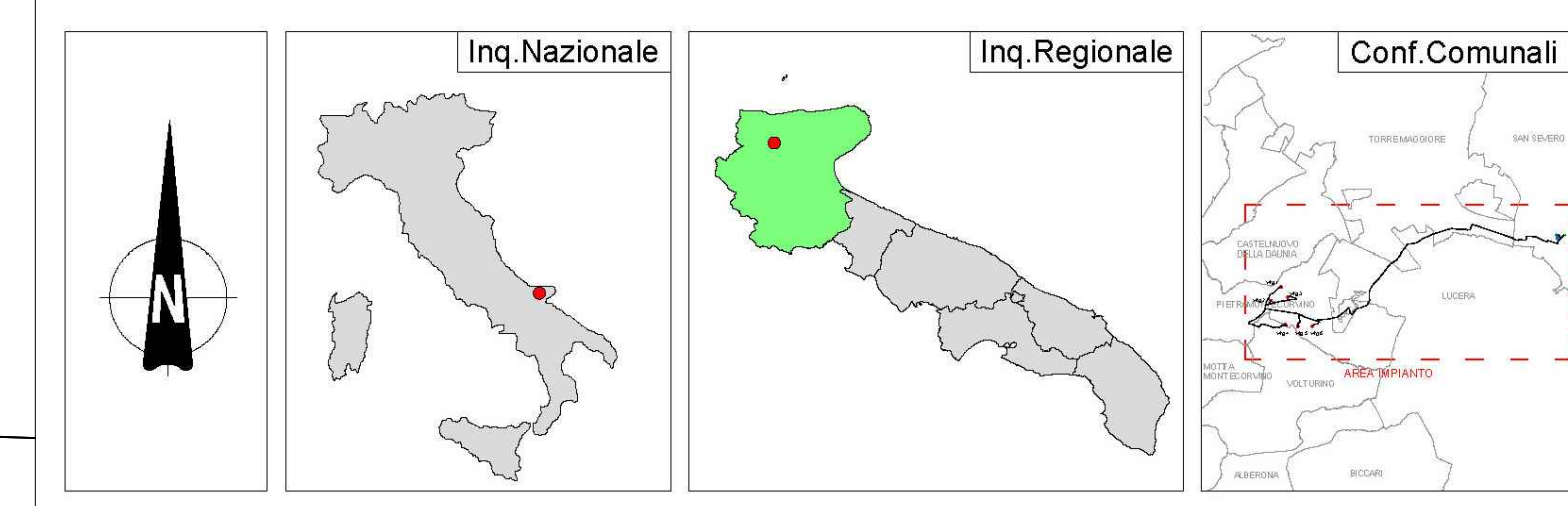 N
Inq.Nazionale
Inq.Regionale
Conf.Comunali
TORREMAGGIORE
SAN SEVERO
CASTELNUOVO
DELLA DAUNIA
PIETRAMONTECORVINO
LUCERA
MOTTA
MONTECORVINO
VOLTURINO
AREA IMPIANTO
ALBERONA
BICCARI